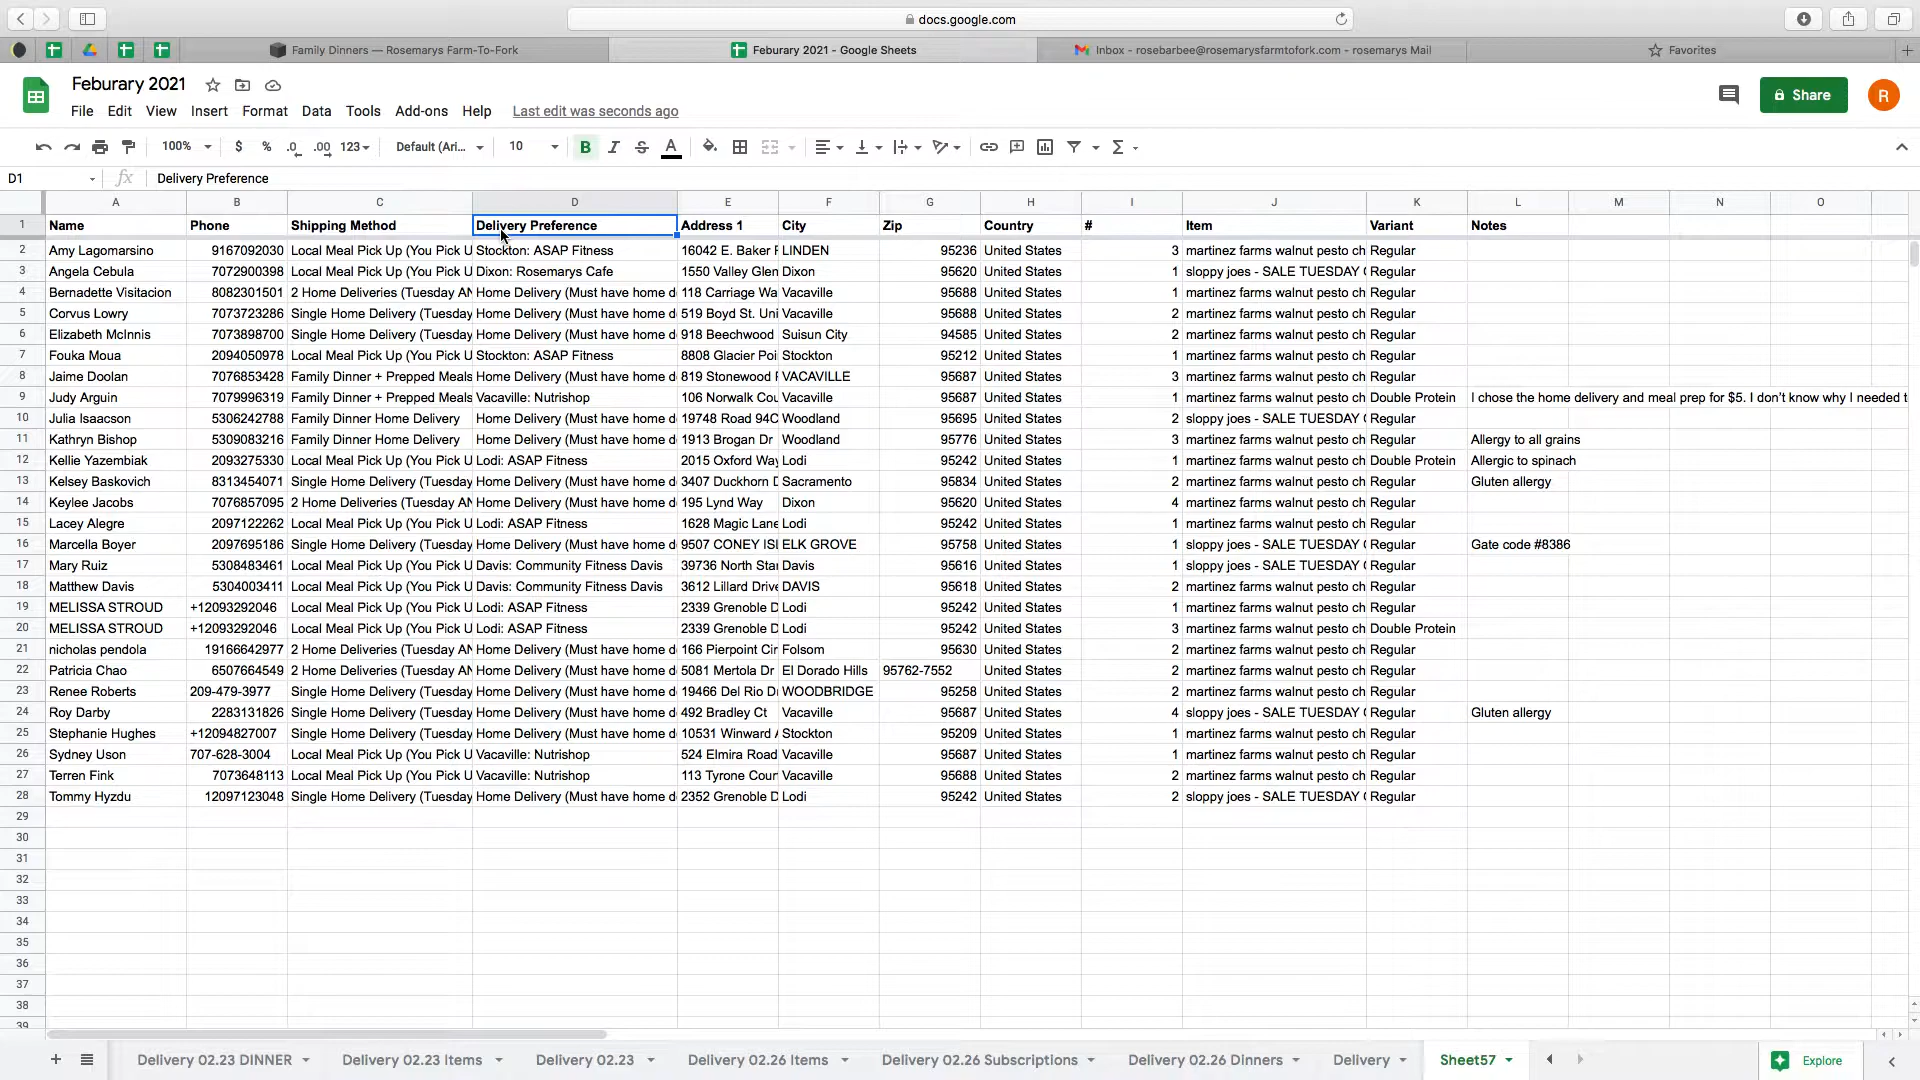 docs.google.com
Family Dinners — Rosemarys Farm-To-Fork
Feburary 2021 - Google Sheets
Inbox - rosebarbee@rosemarysfarmtofork.com - rosemarys Mail
Favorites
Feburary 2021
File Edit View Insert Format Data Tools Add-ons Help Last edit was seconds ago
Share
R
100% $ % .0 .00 123 Default (Ari... 10 B I S A
D1 fx Delivery Preference
A B C D E F G H I J K L M N O
1 Name Phone Shipping Method Delivery Preference Address 1 City Zip Country # Item Variant Notes
2 Amy Lagomarsino 9167092030 Local Meal Pick Up (You Pick U Stockton: ASAP Fitness 16042 E. Baker F LINDEN 95236 United States 3 martinez farms walnut pesto ch Regular
3 Angela Cebula 7072900398 Local Meal Pick Up (You Pick U Dixon: Rosemarys Cafe 1550 Valley Glen Dixon 95620 United States 1 sloppy joes - SALE TUESDAY O Regular
4 Bernadette Visitacion 8082301501 2 Home Deliveries (Tuesday AN Home Delivery (Must have home d 118 Carriage Wa Vacaville 95688 United States 1 martinez farms walnut pesto ch Regular
5 Corvus Lowry 7073723286 Single Home Delivery (Tuesday Home Delivery (Must have home d 519 Boyd St. Uni Vacaville 95688 United States 2 martinez farms walnut pesto ch Regular
6 Elizabeth McInnis 7073898700 Single Home Delivery (Tuesday Home Delivery (Must have home d 918 Beechwood Suisun City 94585 United States 2 martinez farms walnut pesto ch Regular
7 Fouka Moua 2094050978 Local Meal Pick Up (You Pick U Stockton: ASAP Fitness 8808 Glacier Poi Stockton 95212 United States 1 martinez farms walnut pesto ch Regular
8 Jaime Doolan 7076853428 Family Dinner + Prepped Meals Home Delivery (Must have home d 819 Stonewood F VACAVILLE 95687 United States 3 martinez farms walnut pesto ch Regular
9 Judy Arguin 7079996319 Family Dinner + Prepped Meals Vacaville: Nutrishop 106 Norwalk Cou Vacaville 95687 United States 1 martinez farms walnut pesto ch Double Protein I chose the home delivery and meal prep for $5. I don't know why I needed t
10 Julia Isaacson 5306242788 Family Dinner Home Delivery Home Delivery (Must have home d 19748 Road 94C Woodland 95695 United States 2 sloppy joes - SALE TUESDAY O Regular
11 Kathryn Bishop 5309083216 Family Dinner Home Delivery Home Delivery (Must have home d 1913 Brogan Dr Woodland 95776 United States 3 martinez farms walnut pesto ch Regular Allergy to all grains
12 Kellie Yazembiak 2093275330 Local Meal Pick Up (You Pick U Lodi: ASAP Fitness 2015 Oxford Way Lodi 95242 United States 1 martinez farms walnut pesto ch Double Protein Allergic to spinach
13 Kelsey Baskovich 8313454071 Single Home Delivery (Tuesday Home Delivery (Must have home d 3407 Duckhorn D Sacramento 95834 United States 2 martinez farms walnut pesto ch Regular Gluten allergy
14 Keylee Jacobs 7076857095 2 Home Deliveries (Tuesday AN Home Delivery (Must have home d 195 Lynd Way Dixon 95620 United States 4 martinez farms walnut pesto ch Regular
15 Lacey Alegre 2097122262 Local Meal Pick Up (You Pick U Lodi: ASAP Fitness 1628 Magic Lane Lodi 95242 United States 1 martinez farms walnut pesto ch Regular
16 Marcella Boyer 2097695186 Single Home Delivery (Tuesday Home Delivery (Must have home d 9507 CONEY ISL ELK GROVE 95758 United States 1 sloppy joes - SALE TUESDAY O Regular Gate code #8386
17 Mary Ruiz 5308483461 Local Meal Pick Up (You Pick U Davis: Community Fitness Davis 39736 North Star Davis 95616 United States 1 sloppy joes - SALE TUESDAY O Regular
18 Matthew Davis 5304003411 Local Meal Pick Up (You Pick U Davis: Community Fitness Davis 3612 Lillard Drive DAVIS 95618 United States 2 martinez farms walnut pesto ch Regular
19 MELISSA STROUD +12093292046 Local Meal Pick Up (You Pick U Lodi: ASAP Fitness 2339 Grenoble D Lodi 95242 United States 1 martinez farms walnut pesto ch Regular
20 MELISSA STROUD +12093292046 Local Meal Pick Up (You Pick U Lodi: ASAP Fitness 2339 Grenoble D Lodi 95242 United States 3 martinez farms walnut pesto ch Double Protein
21 nicholas pendola 19166642977 2 Home Deliveries (Tuesday AN Home Delivery (Must have home d 166 Pierpoint Cir Folsom 95630 United States 2 martinez farms walnut pesto ch Regular
22 Patricia Chao 6507664549 2 Home Deliveries (Tuesday AN Home Delivery (Must have home d 5081 Mertola Dr El Dorado Hills 95762-7552 United States 2 martinez farms walnut pesto ch Regular
23 Renee Roberts 209-479-3977 Single Home Delivery (Tuesday Home Delivery (Must have home d 19466 Del Rio D WOODBRIDGE 95258 United States 2 martinez farms walnut pesto ch Regular
24 Roy Darby 2283131826 Single Home Delivery (Tuesday Home Delivery (Must have home d 492 Bradley Ct Vacaville 95687 United States 4 sloppy joes - SALE TUESDAY O Regular Gluten allergy
25 Stephanie Hughes +12094827007 Single Home Delivery (Tuesday Home Delivery (Must have home d 10531 Winward A Stockton 95209 United States 1 martinez farms walnut pesto ch Regular
26 Sydney Uson 707-628-3004 Local Meal Pick Up (You Pick U Vacaville: Nutrishop 524 Elmira Road Vacaville 95687 United States 1 martinez farms walnut pesto ch Regular
27 Terren Fink 7073648113 Local Meal Pick Up (You Pick U Vacaville: Nutrishop 113 Tyrone Cour Vacaville 95688 United States 2 martinez farms walnut pesto ch Regular
28 Tommy Hyzdu 12097123048 Single Home Delivery (Tuesday Home Delivery (Must have home d 2352 Grenoble D Lodi 95242 United States 2 sloppy joes - SALE TUESDAY O Regular
29
30
31
32
33
34
35
36
37
38
39
Delivery 02.23 DINNER Delivery 02.23 Items Delivery 02.23 Delivery 02.26 Items Delivery 02.26 Subscriptions Delivery 02.26 Dinners Delivery Sheet57 Explore